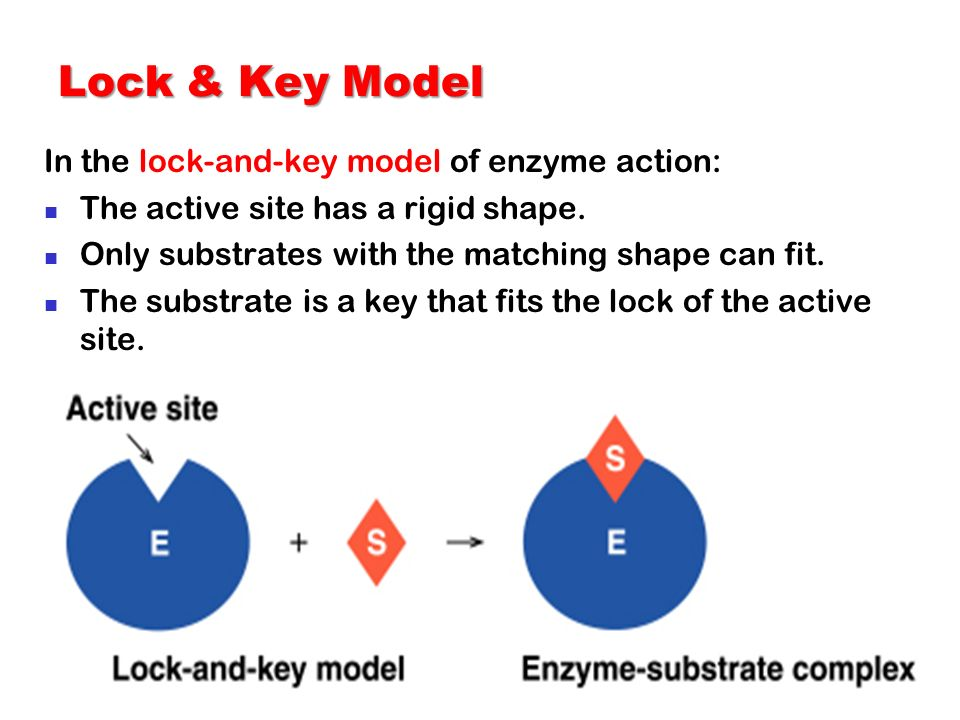 Lock & Key Model
In the lock-and-key model of enzyme action:
The active site has a rigid shape.
Only substrates with the matching shape can fit.
The substrate is a key that fits the lock of the active
site.
Active site
E
+
S
→
S
E
Lock-and-key model
Enzyme-substrate complex